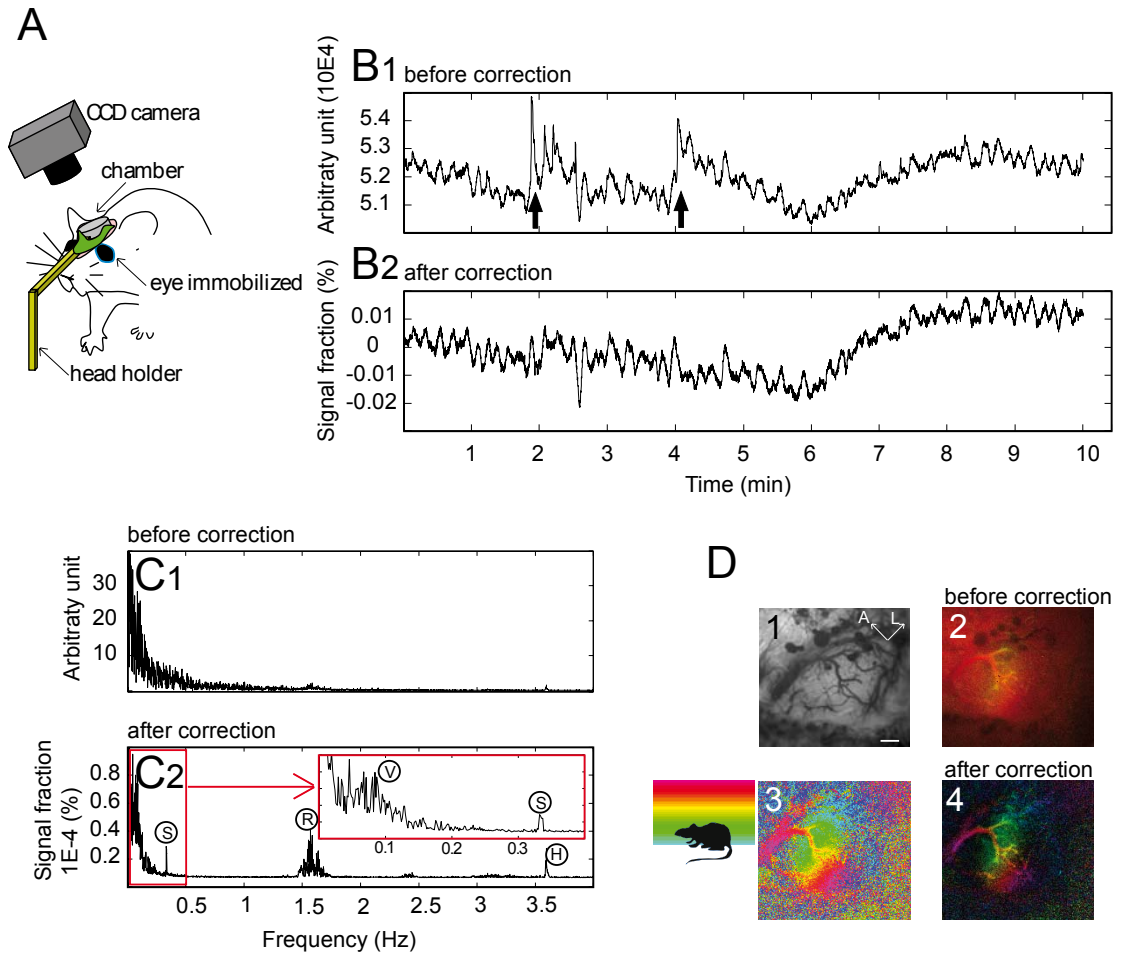 A
CCD camera
chamber
eye immobilized
head holder
B1 before correction
Arbitraty unit (10E4)
5.4
5.3
5.2
5.1
B2 after correction
Signal fraction (%)
0.01
0
-0.01
-0.02
1 2 3 4 5 6 7 8 9 10
Time (min)
before correction
C1
Arbitraty unit
30
20
10
after correction
C2
Signal fraction
1E-4 (%)
0.8
0.6
0.4
0.2
S
R
V
S
H
0.1 0.2 0.3
0.5 1 1.5 2 2.5 3 3.5
Frequency (Hz)
D
before correction
1
A L
2
after correction
3
4